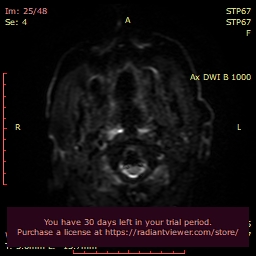 Im: 25/48
Se: 4
A
STP67
STP67
F
Ax DWI B 1000
R
L
You have 30 days left in your trial period.
Purchase a license at https://radiantviewer.com/store/